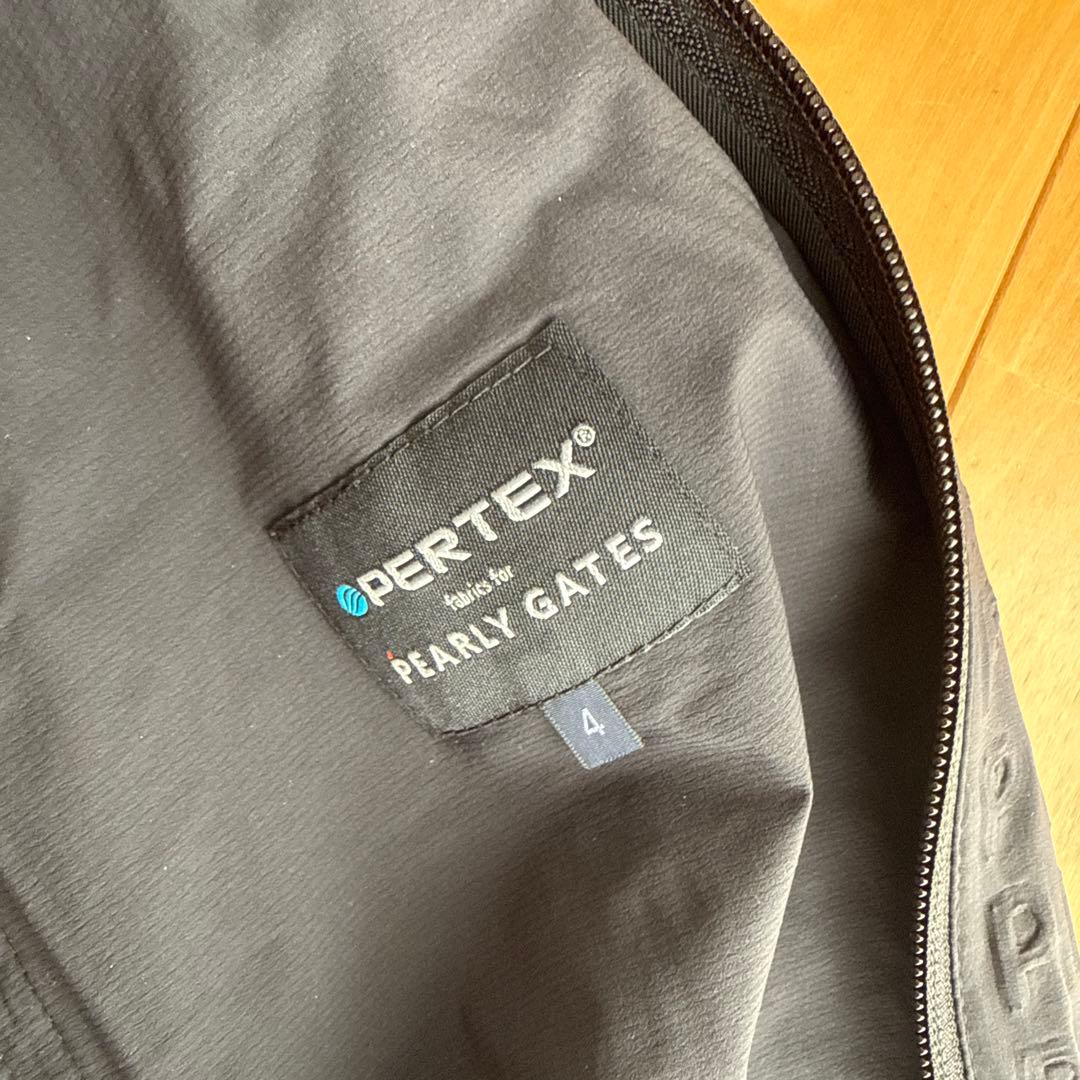 PERTEX®
fabrics for
PEARLY GATES
4